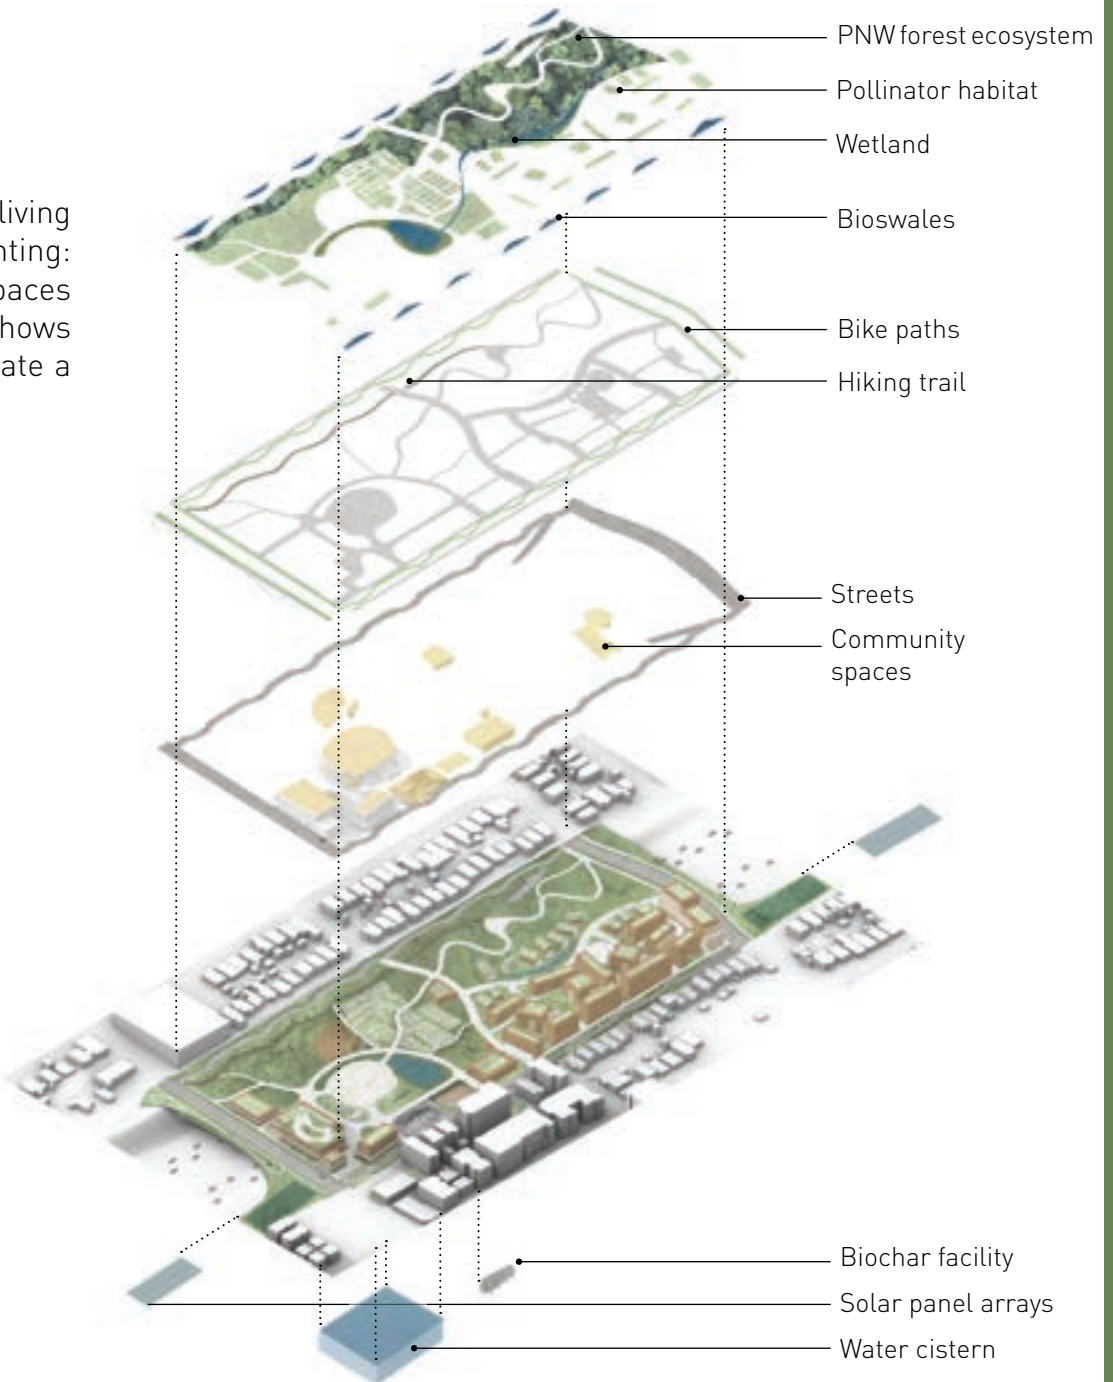 PNW forest ecosystem
Pollinator habitat
Wetland
living
nting:
Bioswales
paces
hows
Bike paths
ate a
Hiking trail
Streets
Community
spaces
Biochar facility
Solar panel arrays
Water cistern